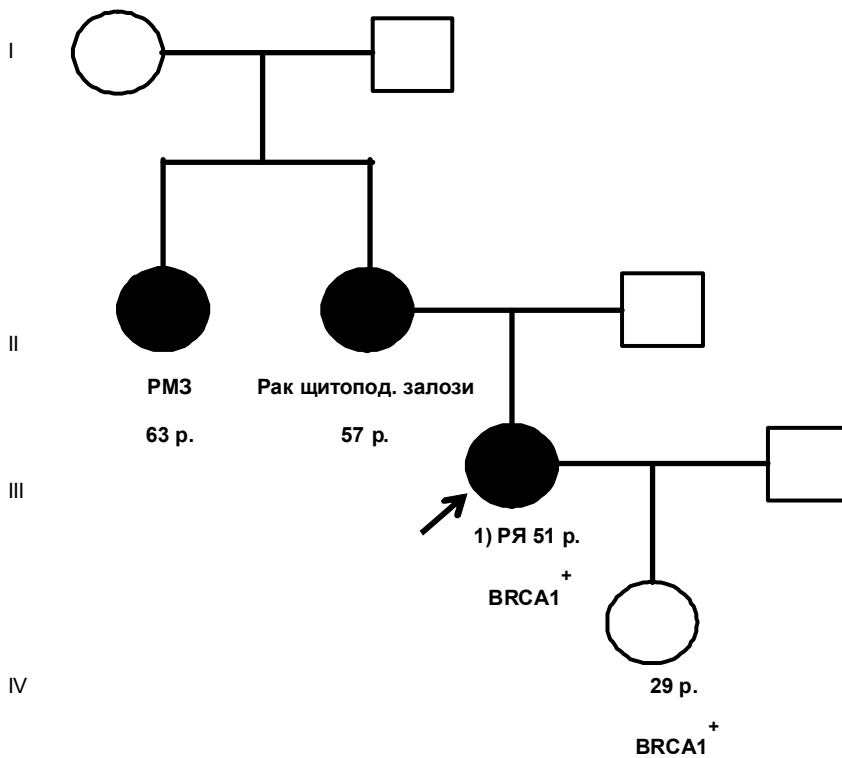 I
II
РМЗ
63 р.
Рак щитопод. залози
57 р.
III
1) РЯ 51 р.
BRCA1+
IV
29 р.
BRCA1+